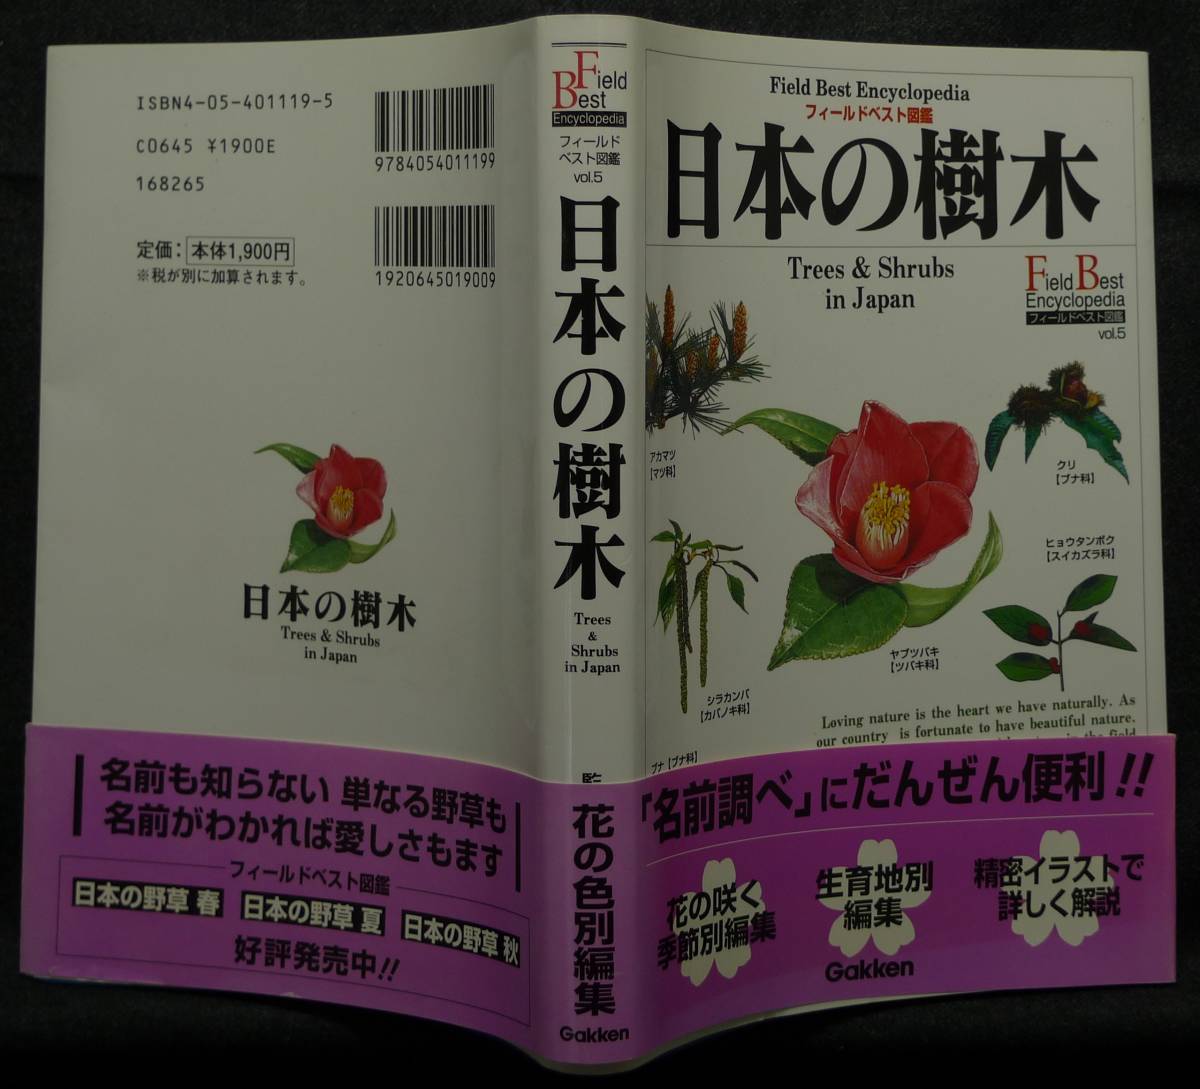 Field Best Encyclopedia
フィールドベスト図鑑
日本の樹木
Trees & Shrubs
in Japan
Field Best
Encyclopedia
フィールドベスト図鑑
vol.5
アカマツ
【マツ科】
クリ
【ブナ科】
ヒョウタンボク
【スイカズラ科】
ヤブツバキ
【ツバキ科】
シラカンバ
【カバノキ科】
ブナ【ブナ科】
Loving nature is the heart we have naturally. As
our country is fortunate to have beautiful nature.
「名前調べ」にだんぜん便利!!
花の咲く
季節別編集
生育地別
編集
精密イラストで
詳しく解説
Gakken
Field
Best
Encyclopedia
フィールド
ベスト図鑑
vol.5
日本の樹木
Trees
&
Shrubs
in Japan
監
花の色別編集
Gakken
ISBN4-05-401119-5
C0645 ¥1900E
168265
9784054011199
定価：本体1,900円
※税が別に加算されます。
1920645019009
日本の樹木
Trees & Shrubs
in Japan
名前も知らない 単なる野草も
名前がわかれば愛しさもます
フィールドベスト図鑑
日本の野草 春 日本の野草 夏 日本の野草 秋
好評発売中!!